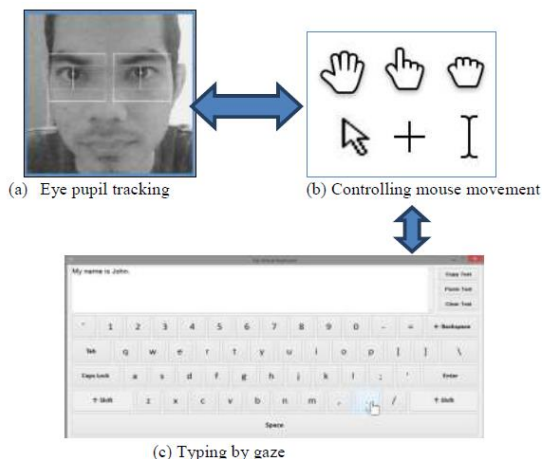 (a) Eye pupil tracking
(b) Controlling mouse movement
My name is John.
Copy Text
Paste Text
Clear Text
` 1 2 3 4 5 6 7 8 9 0 - = ← Backspace
Tab q w e r t y u i o p [ ] \
Caps Lock a s d f g h j k l ; ' Enter
↑ Shift z x c v b n m , . / ↑ Shift
Space
(c) Typing by gaze